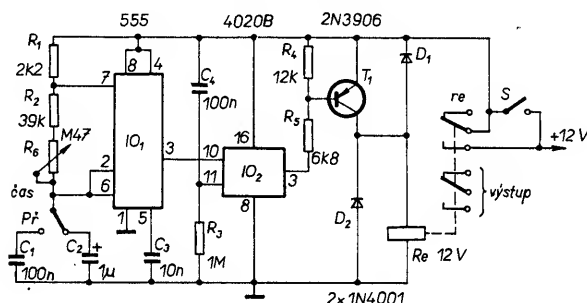 555 4020B 2N3906
R1 2K2
8 4
7
R2 39K
R6 M47
čas
IO1
2
6
3
1 5
Př
C1 100n
C2 + 1µ
C3 10n
C4 100n
R3 1M
16
10
11
IO2
3
8
R4 12K
R5 6K8
T1
D1
D2
re
S
+12 V
výstup
Re 12 V
2x1N4001